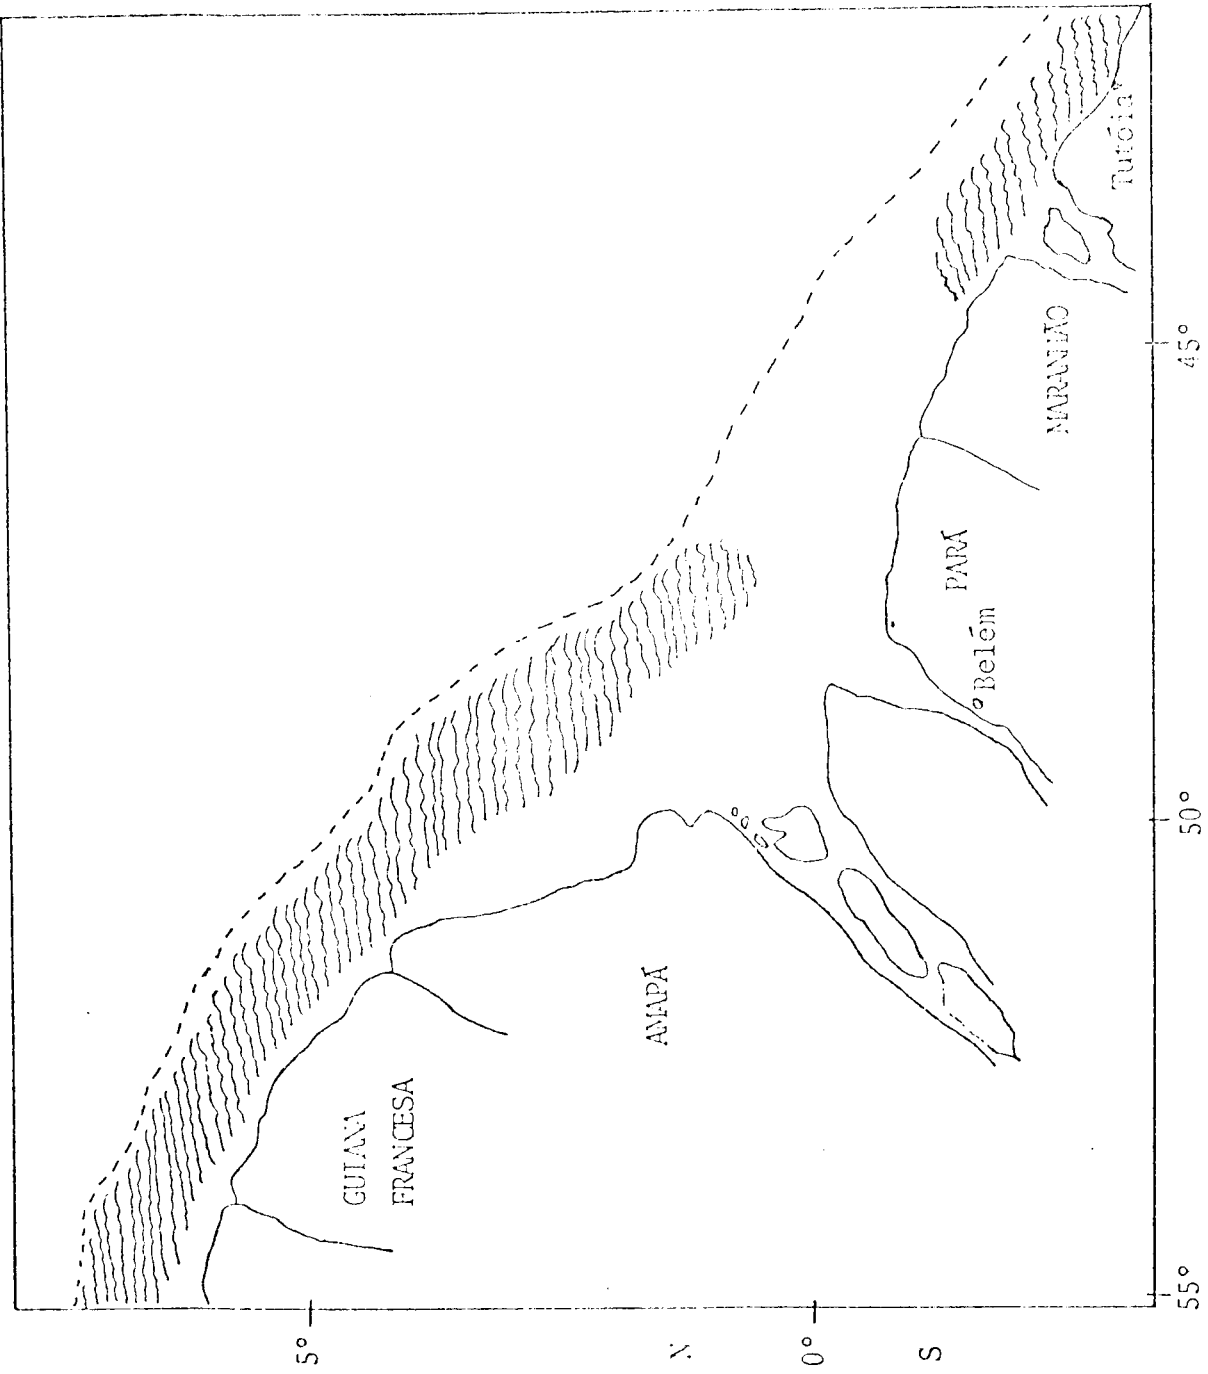 GUIANA
FRANCESA
AMAPÁ
PARÁ
Belém
MARANHÃO
Tutóia
5°
N
0°
S
55°
50°
45°